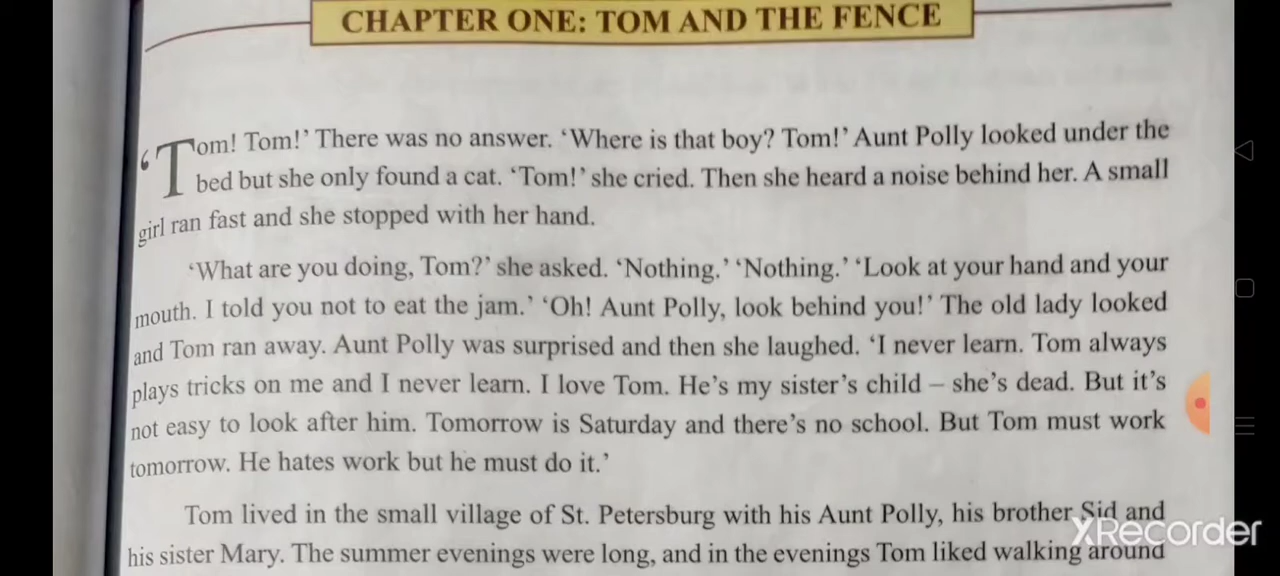 CHAPTER ONE: TOM AND THE FENCE
‘Tom! Tom!’ There was no answer. ‘Where is that boy? Tom!’ Aunt Polly looked under the
bed but she only found a cat. ‘Tom!’ she cried. Then she heard a noise behind her. A small
girl ran fast and she stopped with her hand.
‘What are you doing, Tom?’ she asked. ‘Nothing.’ ‘Nothing.’ ‘Look at your hand and your
mouth. I told you not to eat the jam.’ ‘Oh! Aunt Polly, look behind you!’ The old lady looked
and Tom ran away. Aunt Polly was surprised and then she laughed. ‘I never learn. Tom always
plays tricks on me and I never learn. I love Tom. He’s my sister’s child – she’s dead. But it’s
not easy to look after him. Tomorrow is Saturday and there’s no school. But Tom must work
tomorrow. He hates work but he must do it.’
Tom lived in the small village of St. Petersburg with his Aunt Polly, his brother Sid and
his sister Mary. The summer evenings were long, and in the evenings Tom liked walking around
XRecorder